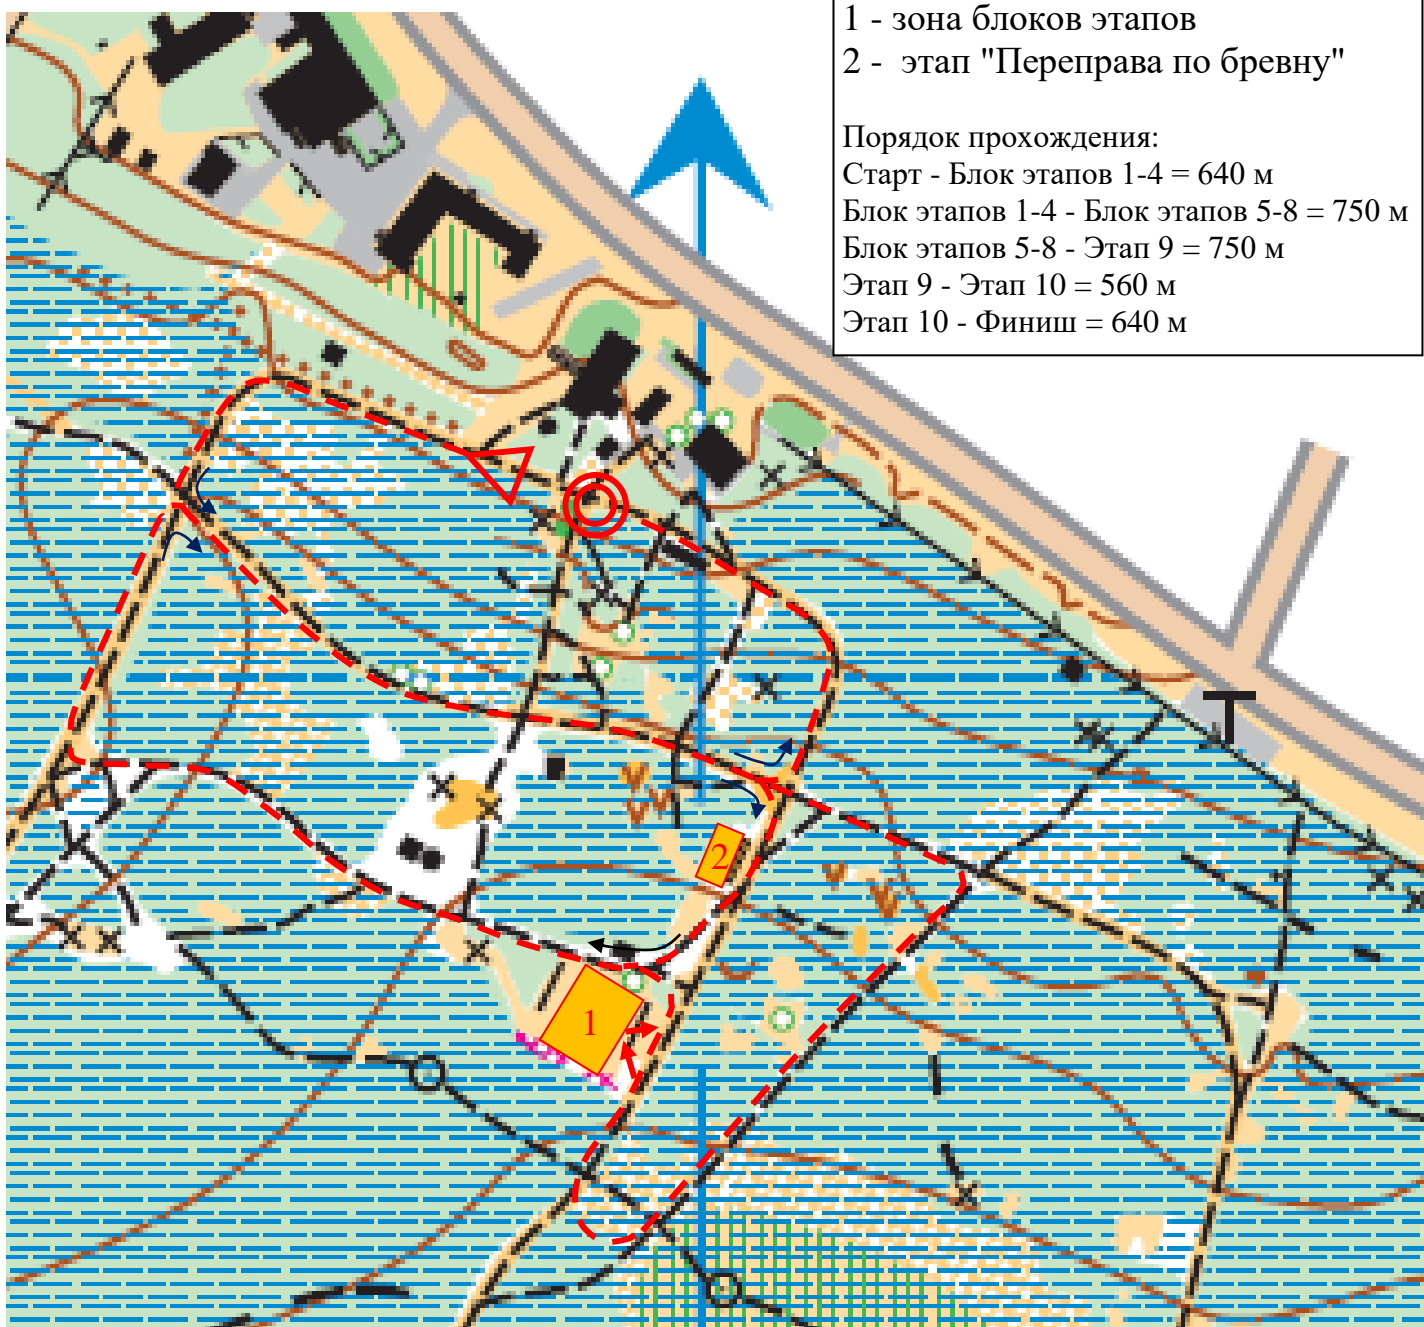 1 - зона блоков этапов
2 - этап "Переправа по бревну"
Порядок прохождения:
Старт - Блок этапов 1-4 = 640 м
Блок этапов 1-4 - Блок этапов 5-8 = 750 м
Блок этапов 5-8 - Этап 9 = 750 м
Этап 9 - Этап 10 = 560 м
Этап 10 - Финиш = 640 м
2
1